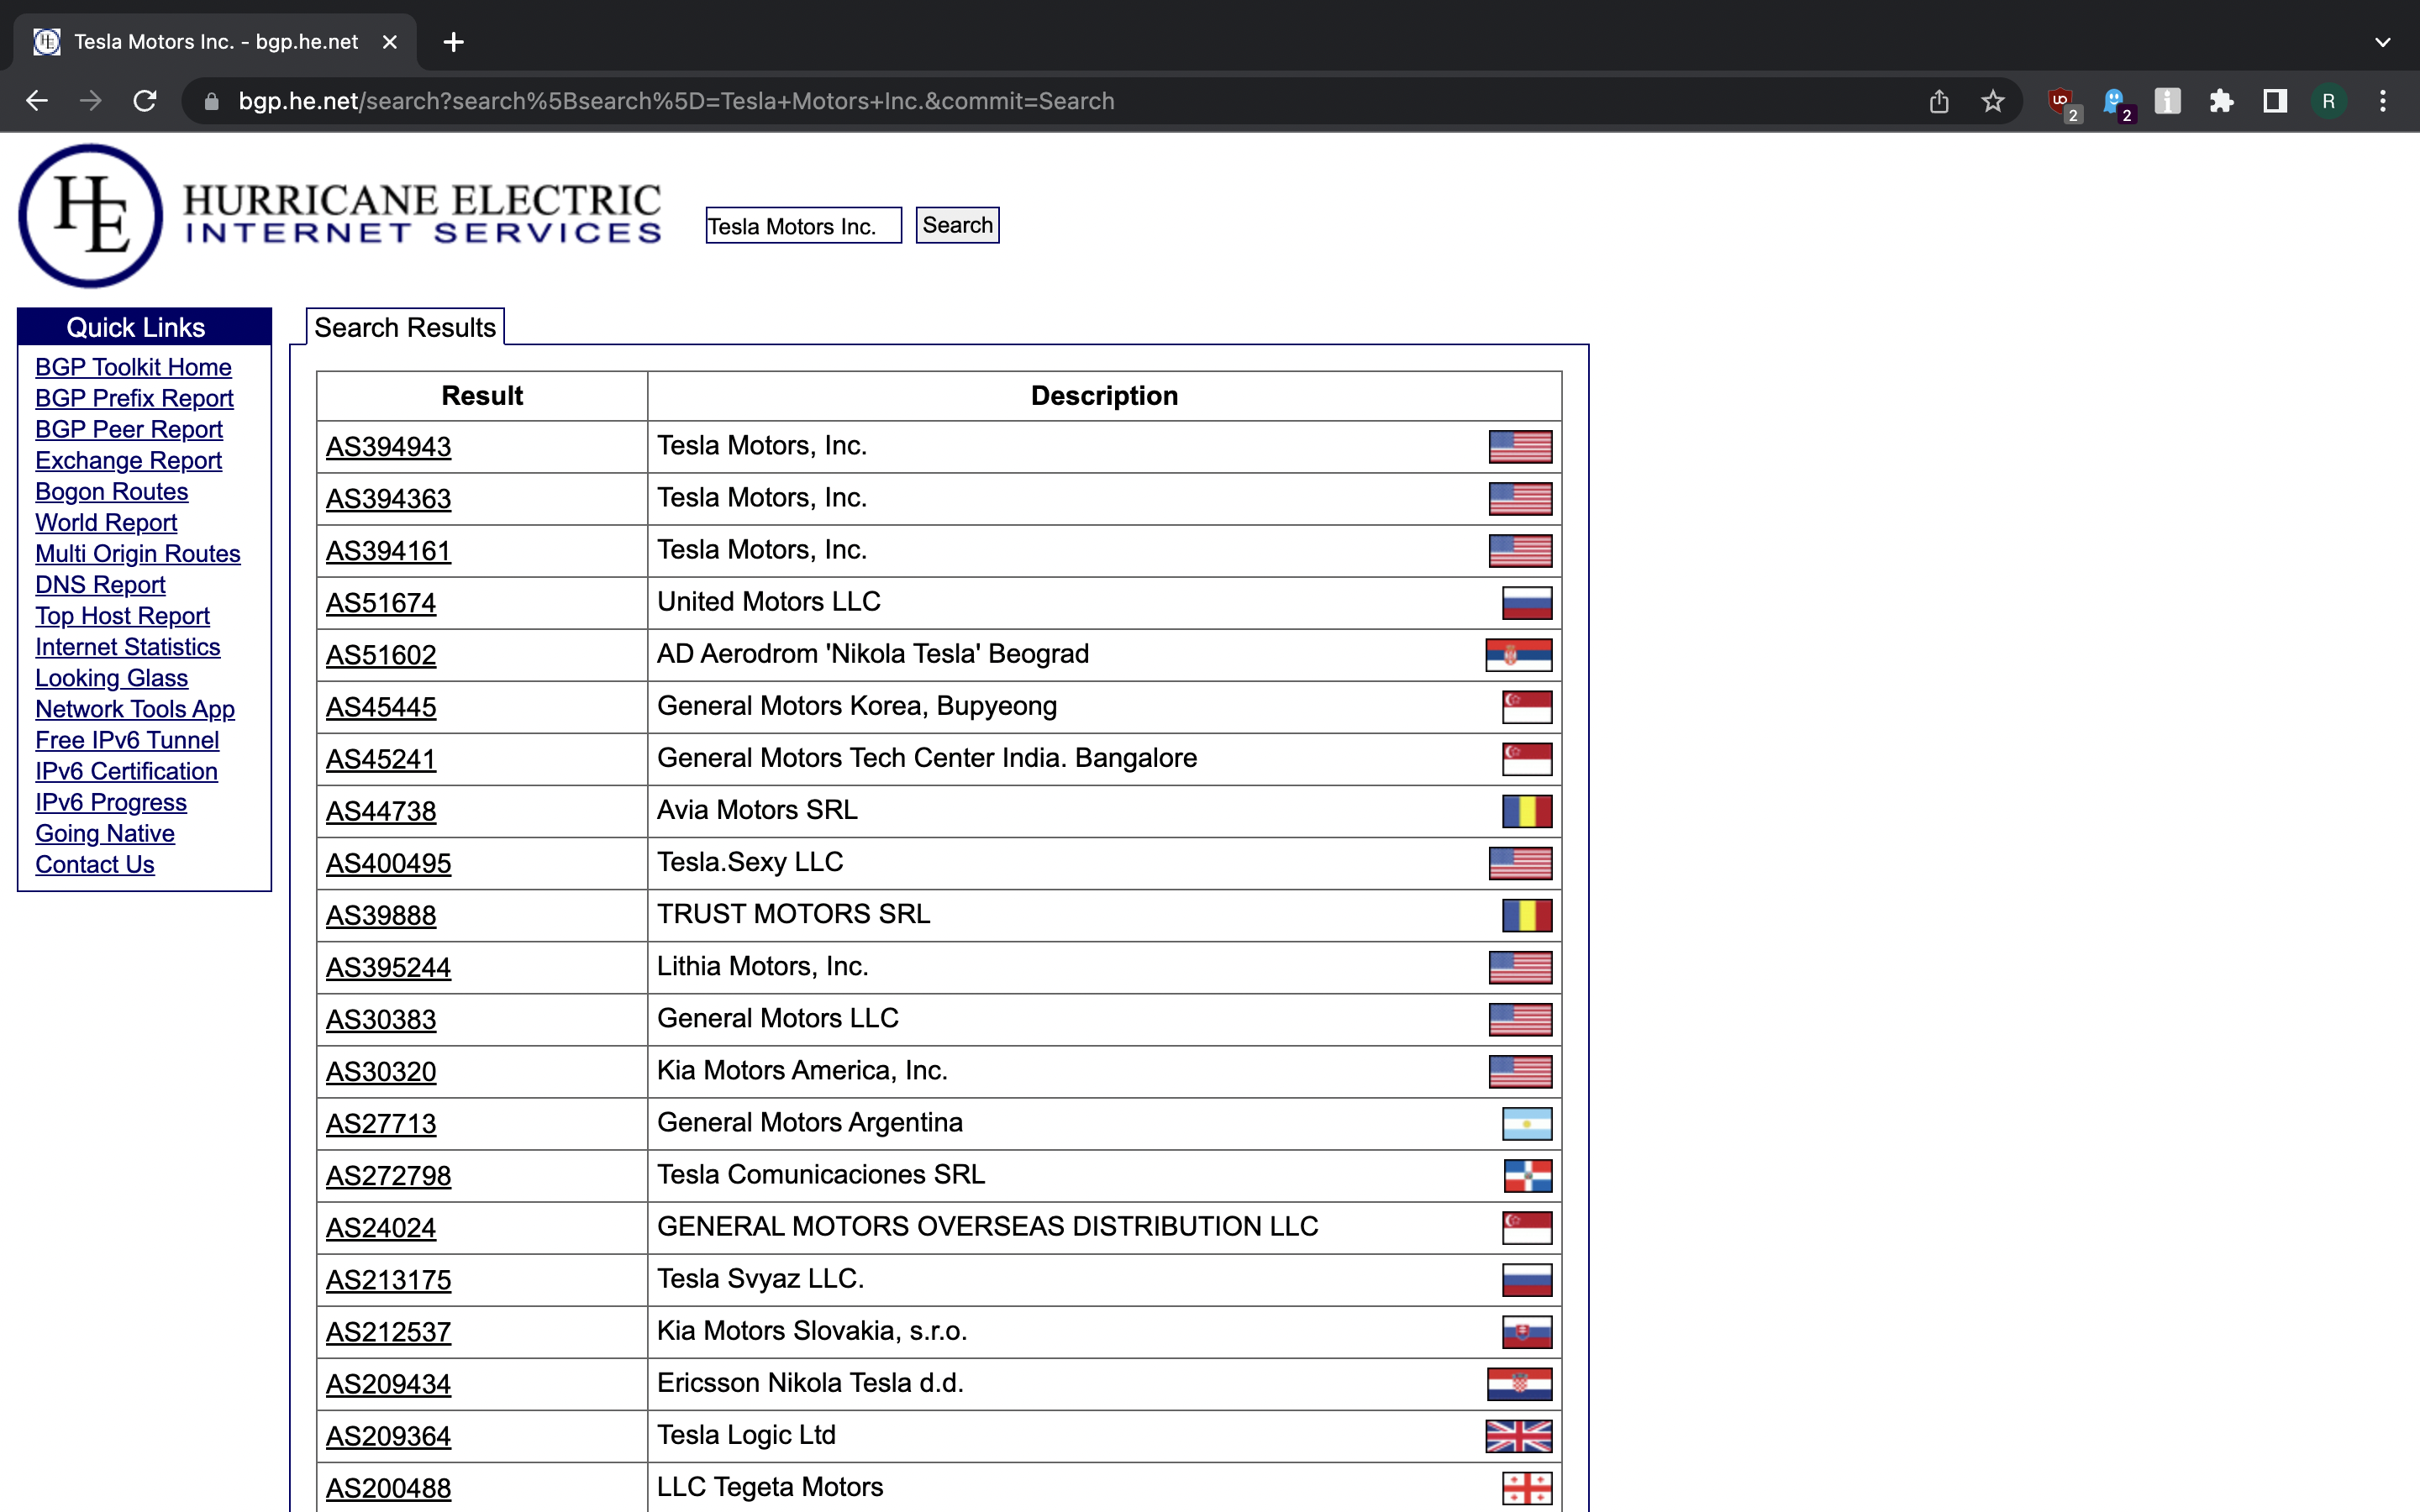 Tesla Motors Inc. - bgp.he.net
bgp.he.net/search?search%5Bsearch%5D=Tesla+Motors+Inc.&commit=Search
2
2
R
HE
HURRICANE ELECTRIC
INTERNET SERVICES
Tesla Motors Inc.
Search
Quick Links
BGP Toolkit Home
BGP Prefix Report
BGP Peer Report
Exchange Report
Bogon Routes
World Report
Multi Origin Routes
DNS Report
Top Host Report
Internet Statistics
Looking Glass
Network Tools App
Free IPv6 Tunnel
IPv6 Certification
IPv6 Progress
Going Native
Contact Us
Search Results
Result Description
AS394943 Tesla Motors, Inc.
AS394363 Tesla Motors, Inc.
AS394161 Tesla Motors, Inc.
AS51674 United Motors LLC
AS51602 AD Aerodrom 'Nikola Tesla' Beograd
AS45445 General Motors Korea, Bupyeong
AS45241 General Motors Tech Center India. Bangalore
AS44738 Avia Motors SRL
AS400495 Tesla.Sexy LLC
AS39888 TRUST MOTORS SRL
AS395244 Lithia Motors, Inc.
AS30383 General Motors LLC
AS30320 Kia Motors America, Inc.
AS27713 General Motors Argentina
AS272798 Tesla Comunicaciones SRL
AS24024 GENERAL MOTORS OVERSEAS DISTRIBUTION LLC
AS213175 Tesla Svyaz LLC.
AS212537 Kia Motors Slovakia, s.r.o.
AS209434 Ericsson Nikola Tesla d.d.
AS209364 Tesla Logic Ltd
AS200488 LLC Tegeta Motors